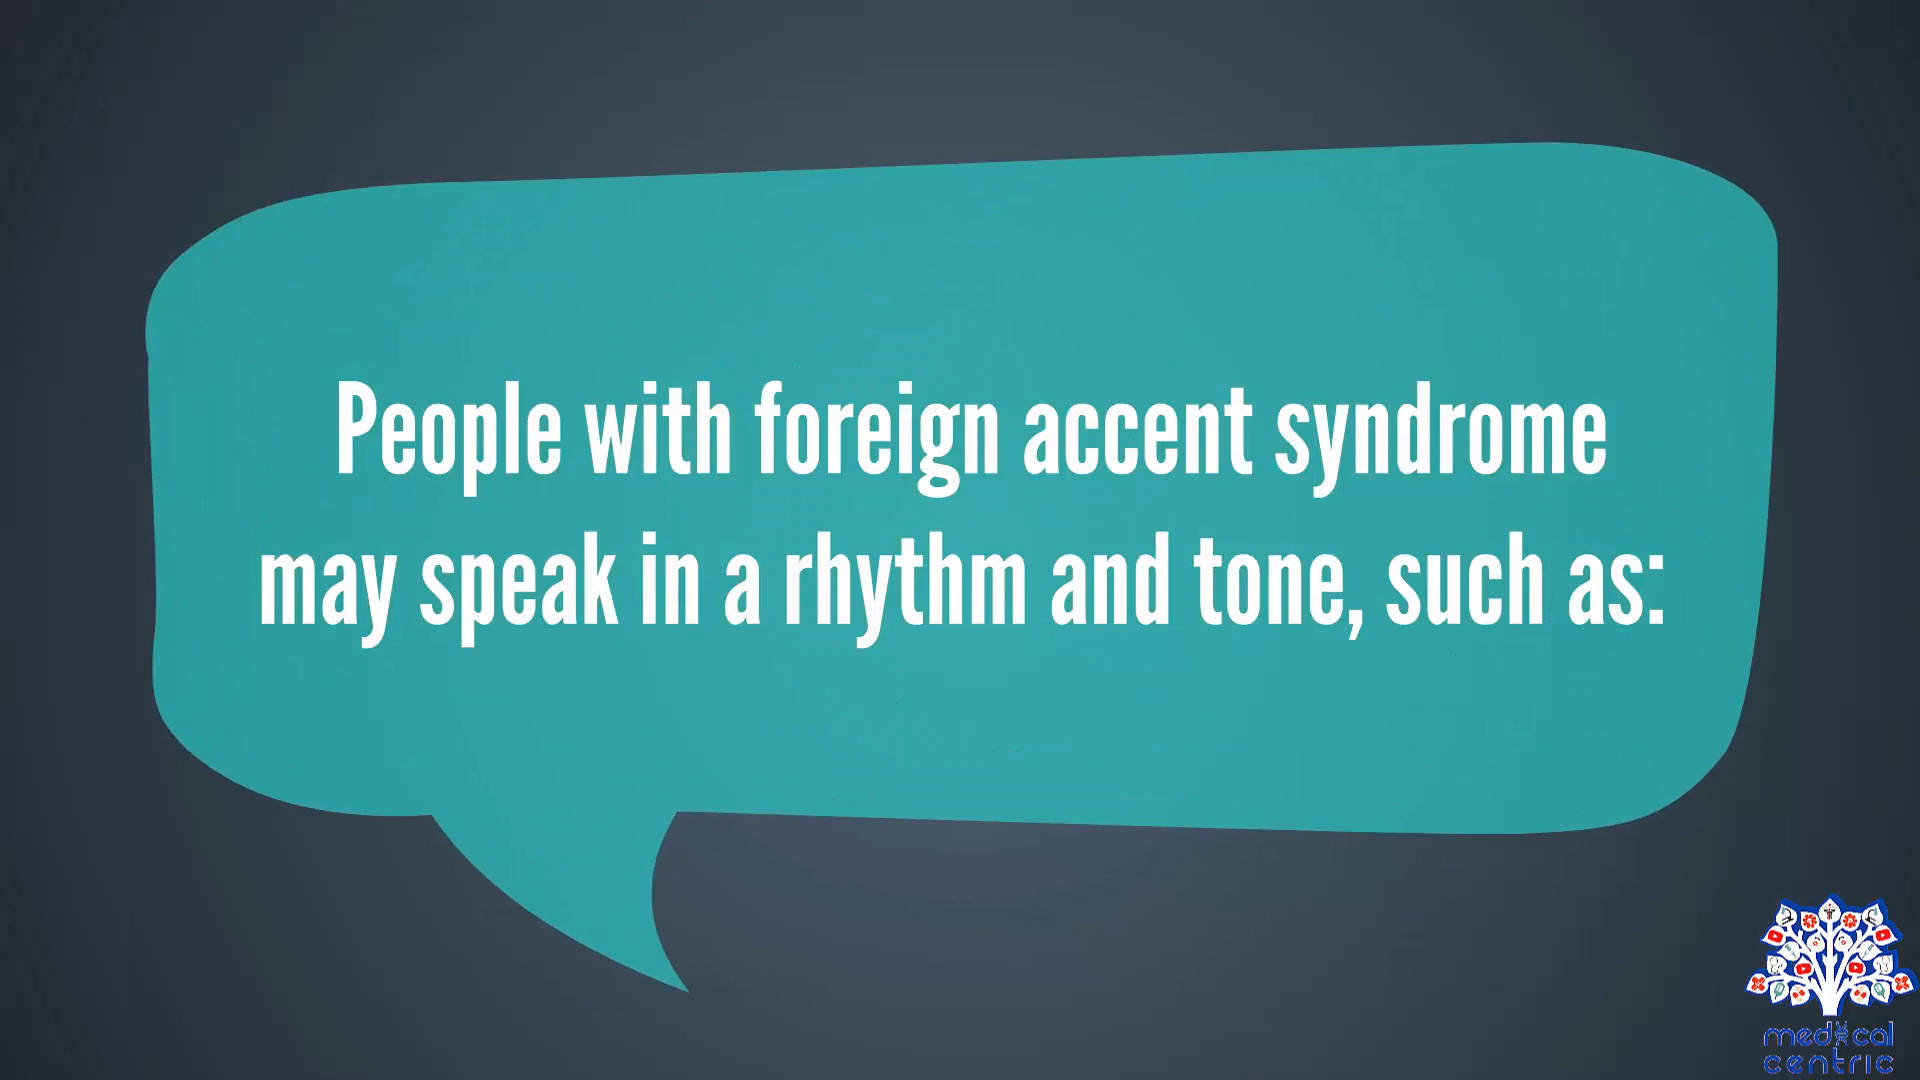 People with foreign accent syndrome
may speak in a rhythm and tone, such as:
medical
centric